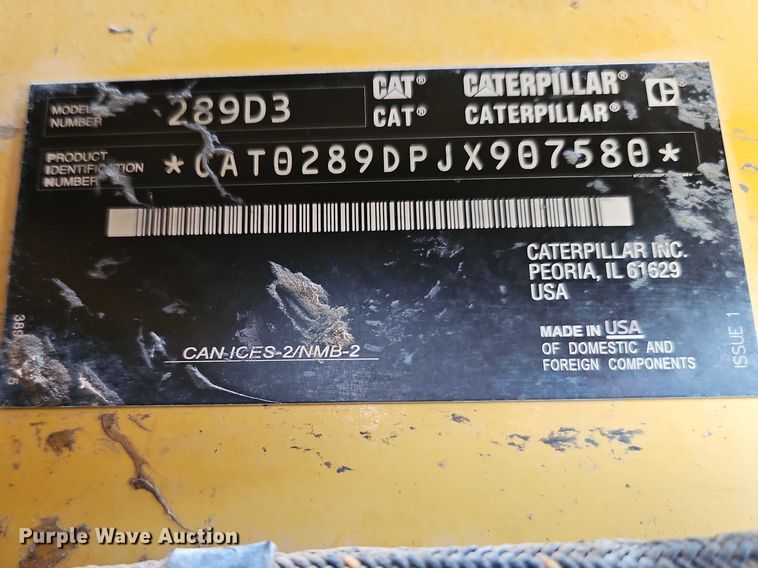 MODEL NUMBER 289D3
CAT® CATERPILLAR®
CAT® CATERPILLAR®
PRODUCT IDENTIFICATION NUMBER *CAT0289DPJX907580*
CATERPILLAR INC.
PEORIA, IL 61629
USA
MADE IN USA
OF DOMESTIC AND
FOREIGN COMPONENTS
CAN ICES-2/NMB-2
ISSUE 1
Purple Wave Auction